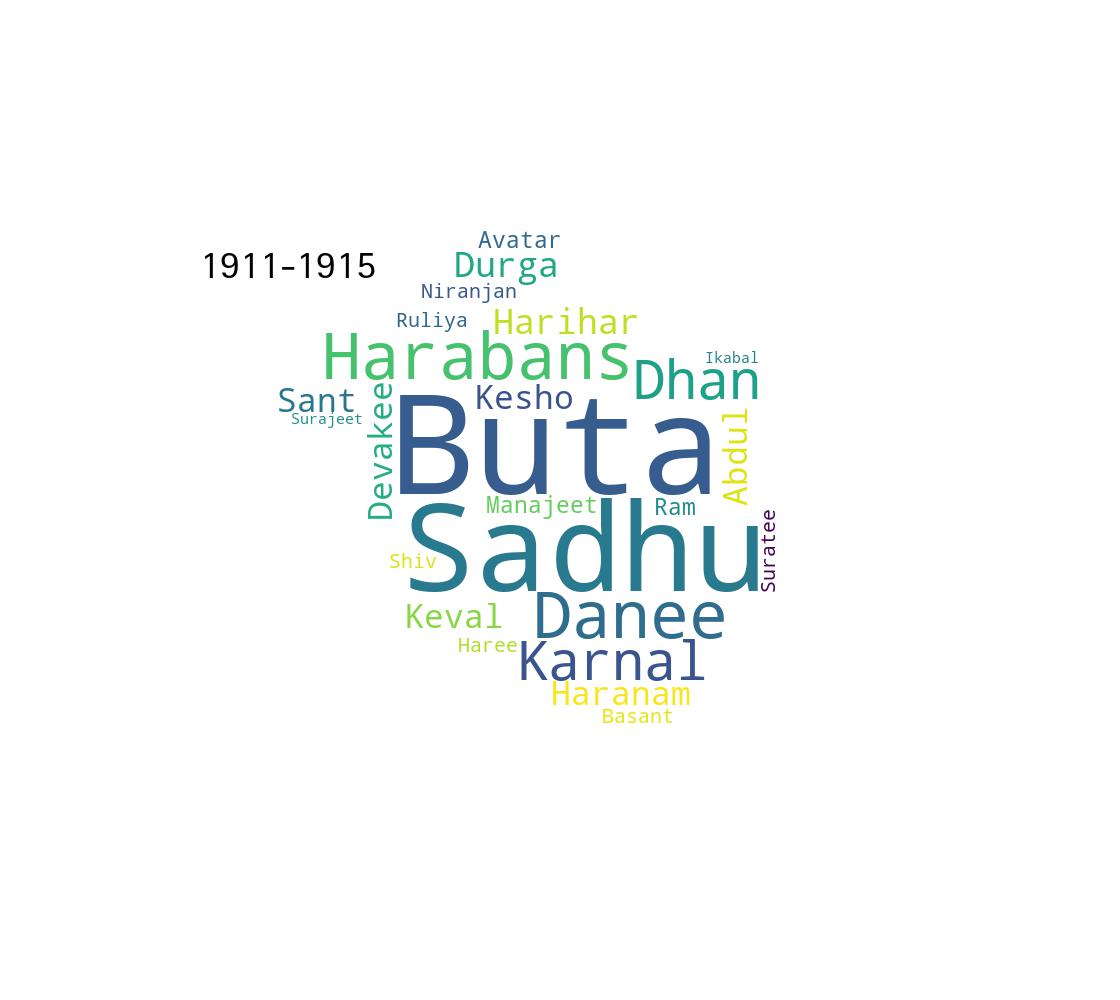 Avatar
1911-1915
Durga
Niranjan
Ruliya
Harihar
Harabans
Ikabal
Dhan
Sant
Kesho
Surajeet
Devakee
Buta
Abdul
Manajeet
Ram
Sadhu
Suratee
Shiv
Keval
Danee
Haree
Karnal
Haranam
Basant